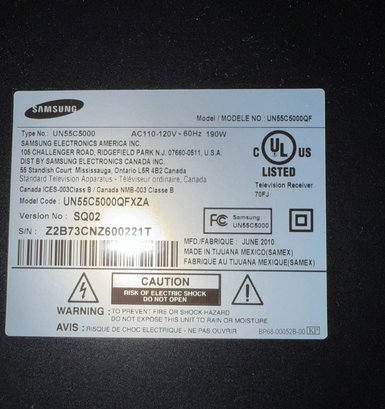 SAMSUNG
Model / MODELE NO. : UN55C5000QF
Type No. : UN55C5000 AC110-120V ~ 60Hz 190W
SAMSUNG ELECTRONICS AMERICA INC.
105 CHALLENGER ROAD, RIDGEFIELD PARK N.J. 07660-0511, U.S.A.
DIST BY SAMSUNG ELECTRONICS CANADA INC.
55 Standish Court Mississauga, Ontario L5R 4B2 Canada
Standard Television Apparatus - Téléviseur ordinaire, Canada
Canada ICES-003Class B / Canada NMB-003 Classe B
C UL US
LISTED
Television Receiver
70FJ
Model Code : UN55C5000QFXZA
Version No : SQ02
S/N : Z2B73CNZ600221T
FC Samsung
UN55C5000
MFD./FABRIQUE : JUNE 2010
MADE IN TIJUANA MEXICO (SAMEX)
FABRIQUE AU TIJUANA MEXIQUE (SAMEX)
CAUTION
RISK OF ELECTRIC SHOCK
DO NOT OPEN
WARNING : TO PREVENT FIRE OR SHOCK HAZARD
DO NOT EXPOSE TO RAIN OR MOISTURE.
AVIS : RISQUE DE CHOC ELECTRIQUE - NE PAS OUVRIR
BP68-00052B-00 KP